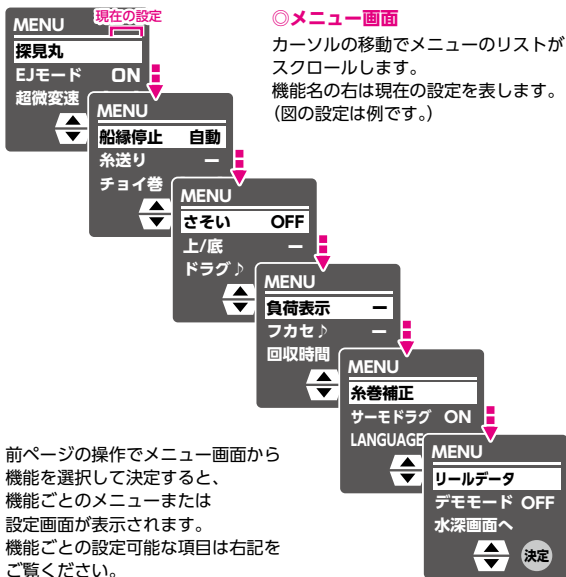 MENU
現在の設定
探見丸
EJモード ON
超微変速
MENU
船縁停止 自動
糸送り －
チョイ巻
MENU
さそい OFF
上/底 －
ドラグ♪
MENU
負荷表示 －
フカセ♪ －
回収時間
MENU
糸巻補正
サーモドラグ ON
LANGUAGE
MENU
リールデータ
デモモード OFF
水深画面へ
決定
◎メニュー画面
カーソルの移動でメニューのリストが
スクロールします。
機能名の右は現在の設定を表します。
（図の設定は例です。）
前ページの操作でメニュー画面から
機能を選択して決定すると、
機能ごとのメニューまたは
設定画面が表示されます。
機能ごとの設定可能な項目は右記を
ご覧ください。